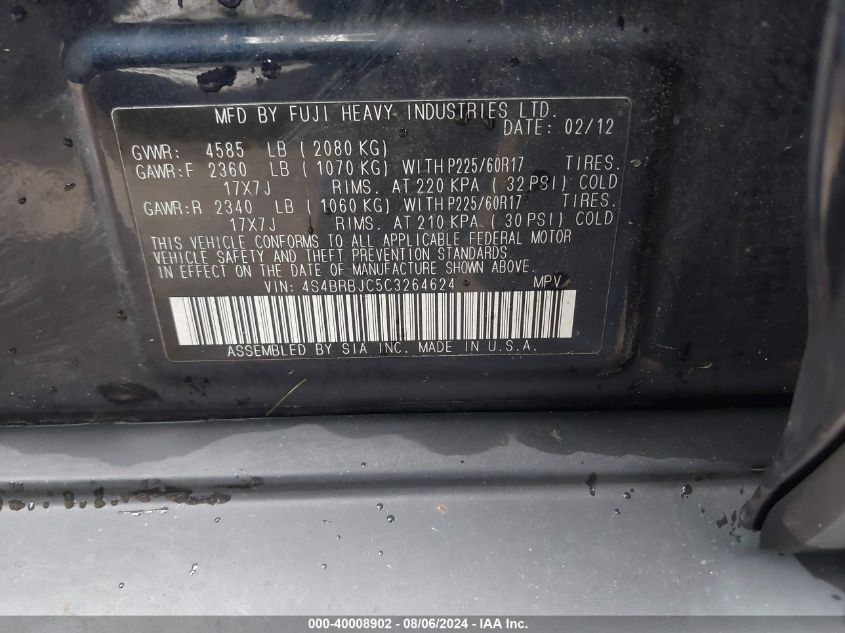 MFD BY FUJI HEAVY INDUSTRIES LTD.
DATE: 02/12
GVWR: 4585 LB ( 2080 KG)
GAWR:F 2360 LB ( 1070 KG) WITH P225/60R17 TIRES.
17X7J RIMS. AT 220 KPA ( 32 PSI) COLD
GAWR:R 2340 LB ( 1060 KG) WITH P225/60R17 TIRES.
17X7J RIMS. AT 210 KPA ( 30 PSI) COLD
THIS VEHICLE CONFORMS TO ALL APPLICABLE FEDERAL MOTOR
VEHICLE SAFETY AND THEFT PREVENTION STANDARDS
IN EFFECT ON THE DATE OF MANUFACTURE SHOWN ABOVE.
VIN: 4S4BRBJC5C3264624 MPV
ASSEMBLED BY SIA INC. MADE IN U.S.A.
000-40008902 - 08/06/2024 - IAA Inc.